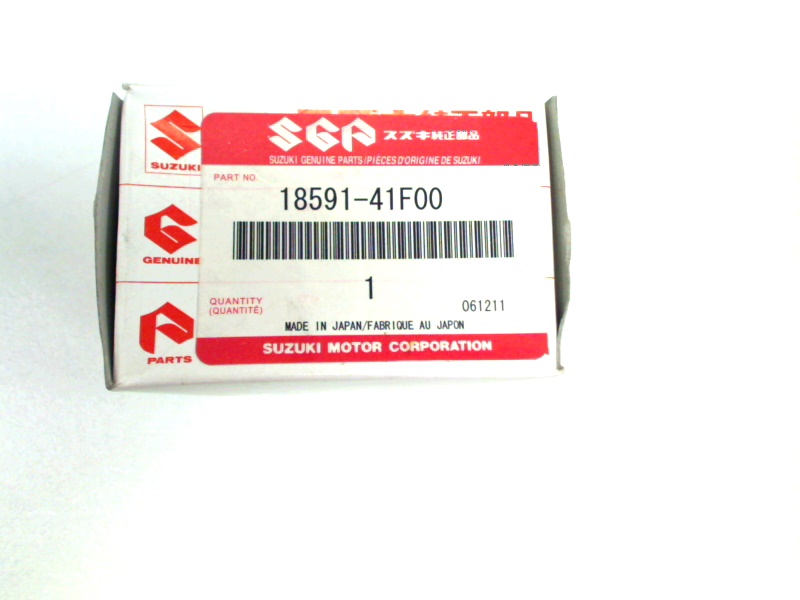 SUZUKI
GENUINE
PARTS
SGP スズキ純正部品
SUZUKI GENUINE PARTS/PIÈCES D'ORIGINE DE SUZUKI
PART NO.
18591-41F00
1
QUANTITY
(QUANTITÉ)
061211
MADE IN JAPAN/FABRIQUE AU JAPON
SUZUKI MOTOR CORPORATION